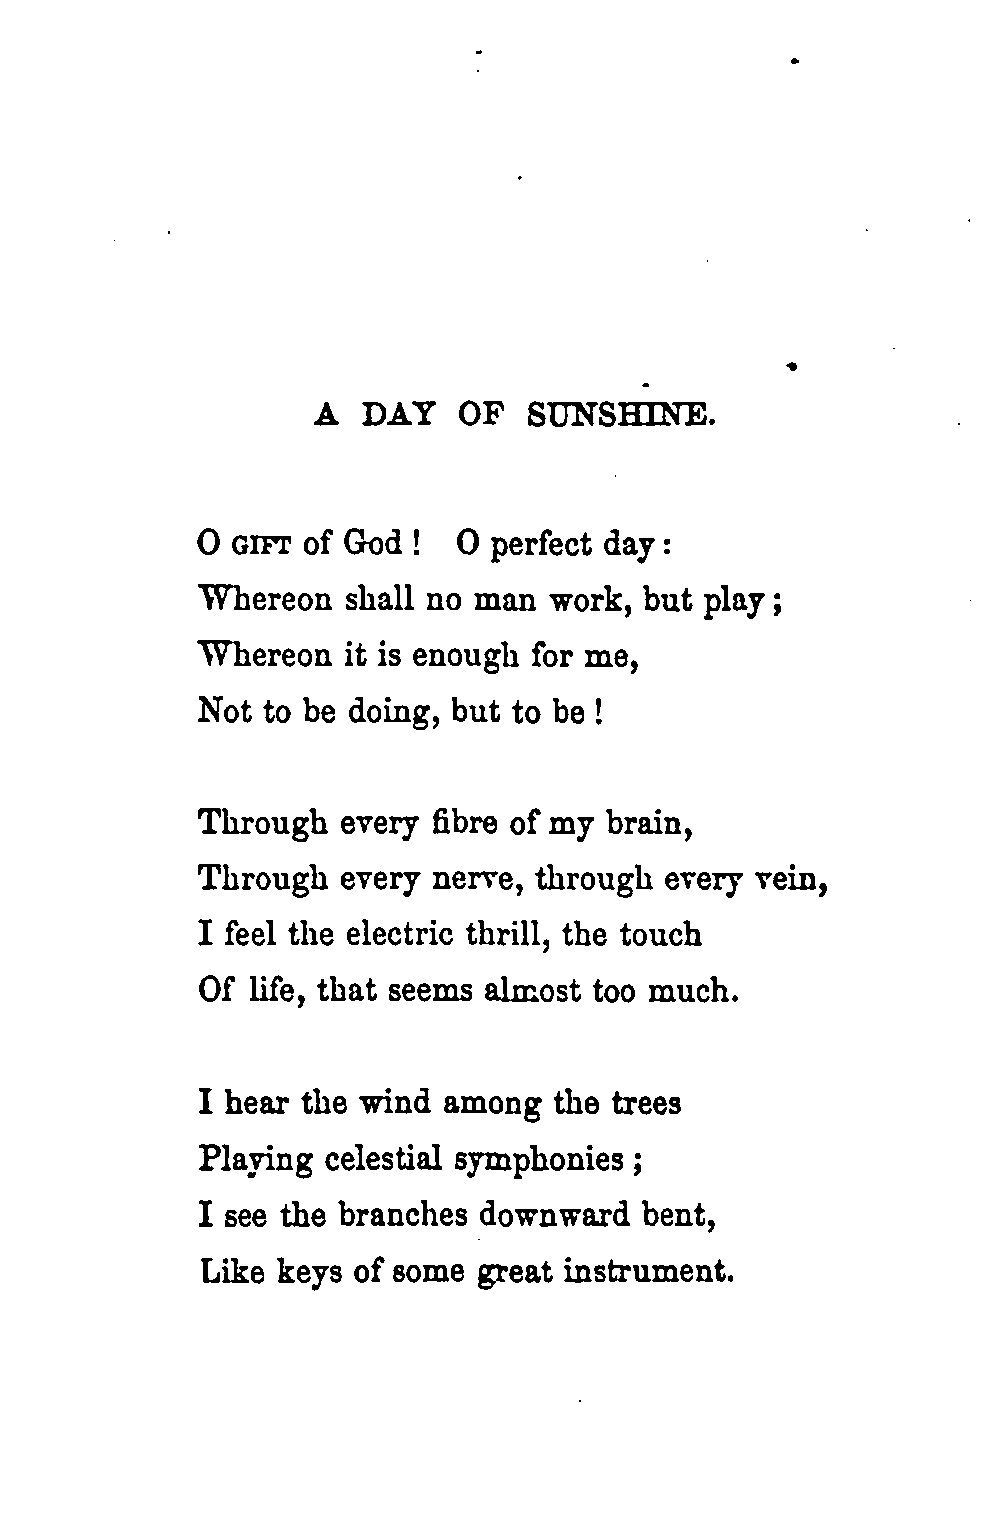 A DAY OF SUNSHINE.
O GIFT of God! O perfect day:
Whereon shall no man work, but play;
Whereon it is enough for me,
Not to be doing, but to be!
Through every fibre of my brain,
Through every nerve, through every vein,
I feel the electric thrill, the touch
Of life, that seems almost too much.
I hear the wind among the trees
Playing celestial symphonies;
I see the branches downward bent,
Like keys of some great instrument.